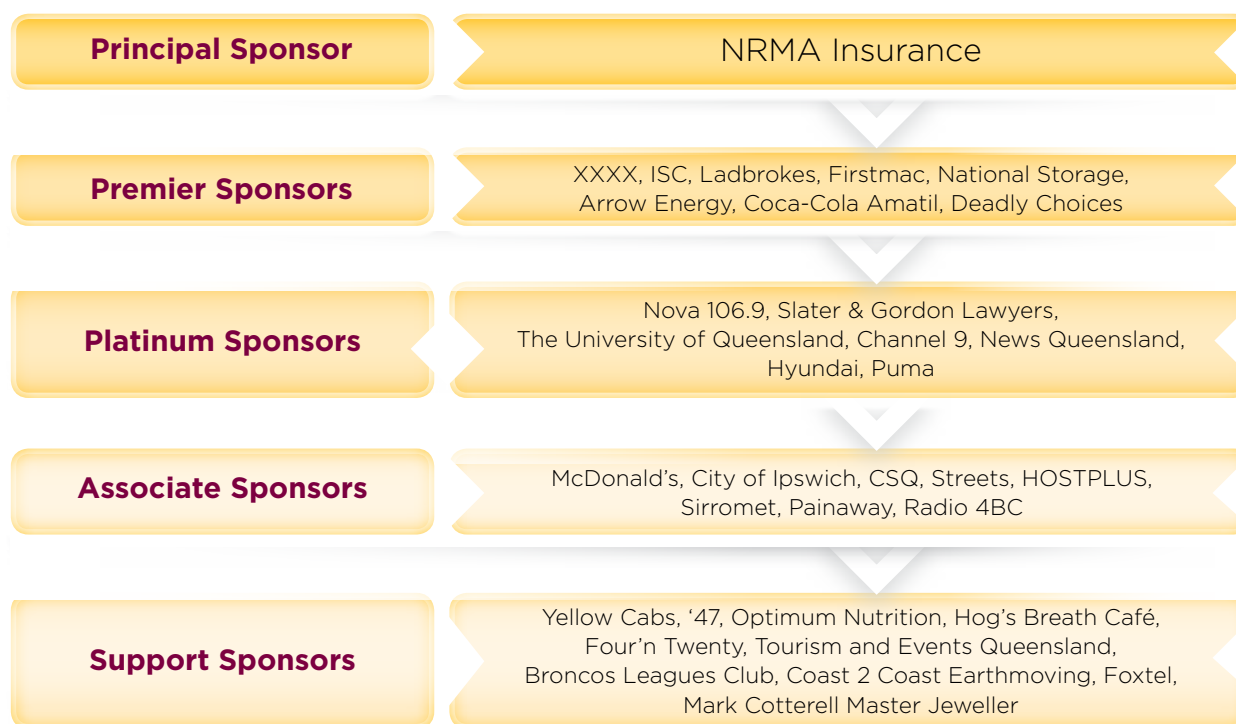 Principal Sponsor
NRMA Insurance
Premier Sponsors
XXXX, ISC, Ladbrokes, Firstmac, National Storage,
Arrow Energy, Coca-Cola Amatil, Deadly Choices
Platinum Sponsors
Nova 106.9, Slater & Gordon Lawyers,
The University of Queensland, Channel 9, News Queensland,
Hyundai, Puma
Associate Sponsors
McDonald’s, City of Ipswich, CSQ, Streets, HOSTPLUS,
Sirromet, Painaway, Radio 4BC
Support Sponsors
Yellow Cabs, ‘47, Optimum Nutrition, Hog’s Breath Café,
Four’n Twenty, Tourism and Events Queensland,
Broncos Leagues Club, Coast 2 Coast Earthmoving, Foxtel,
Mark Cotterell Master Jeweller